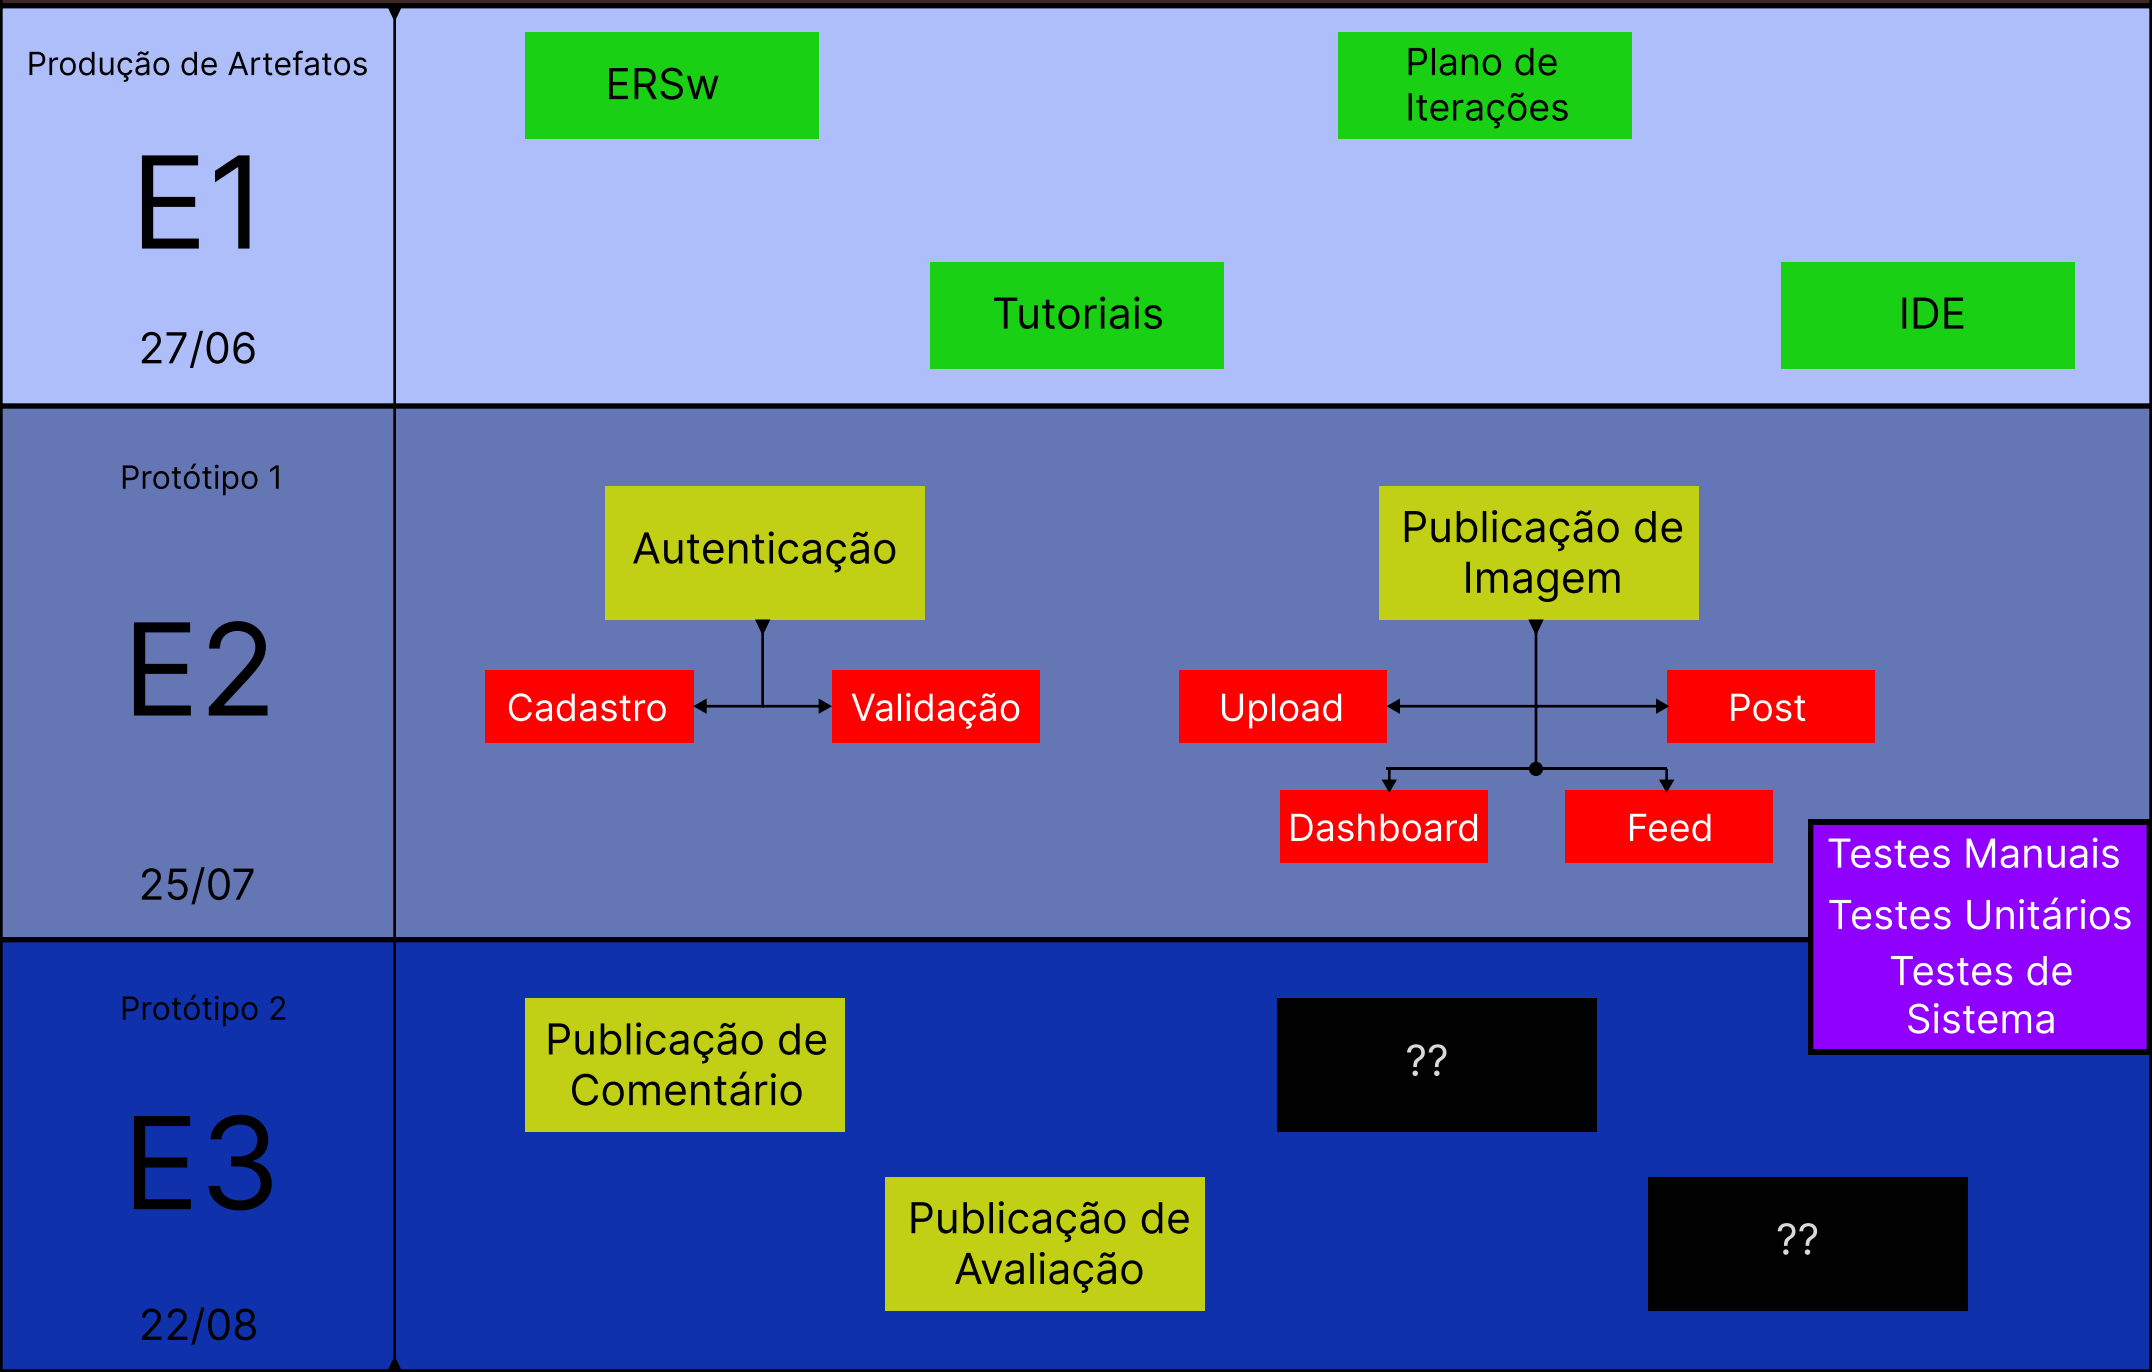 Produção de Artefatos
E1
27/06
ERSw
Plano de
Iterações
Tutoriais
IDE
Protótipo 1
E2
25/07
Autenticação
Cadastro
Validação
Publicação de
Imagem
Upload
Post
Dashboard
Feed
Testes Manuais
Testes Unitários
Testes de
Sistema
Protótipo 2
E3
22/08
Publicação de
Comentário
??
Publicação de
Avaliação
??